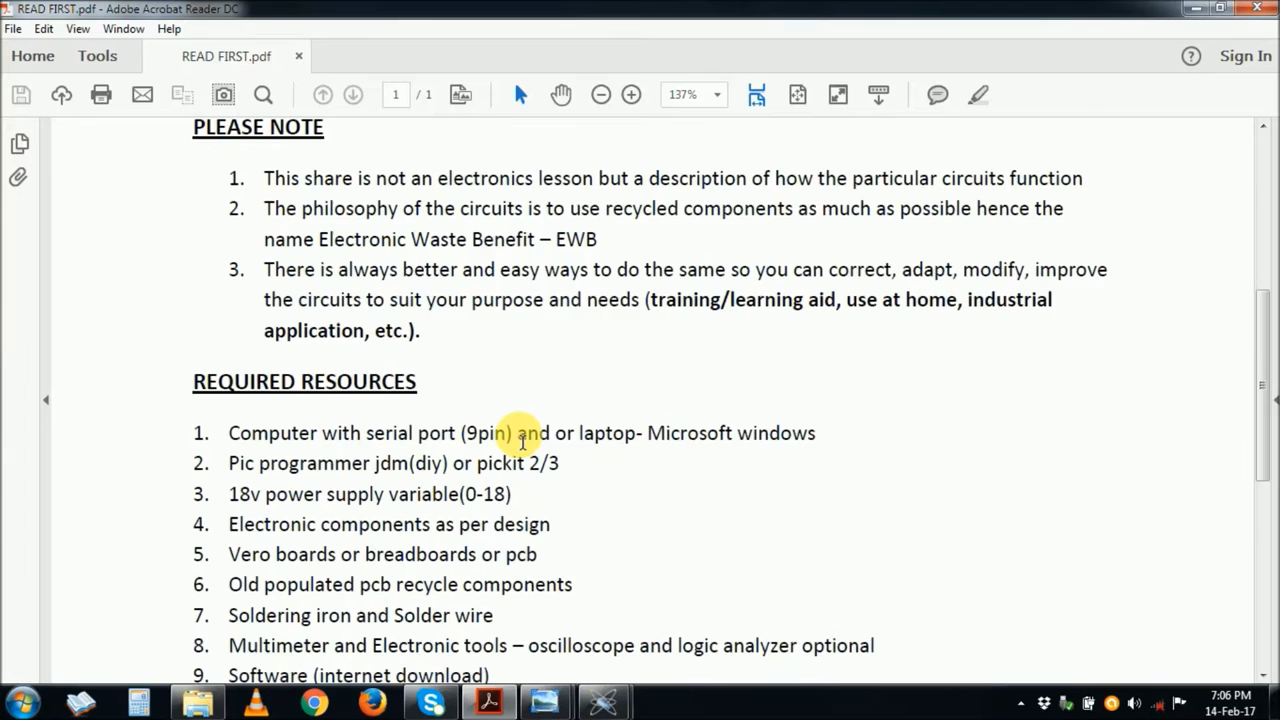 READ FIRST.pdf - Adobe Acrobat Reader DC
File Edit View Window Help
Home Tools READ FIRST.pdf × ? Sign In
1 / 1 137%
PLEASE NOTE
1. This share is not an electronics lesson but a description of how the particular circuits function
2. The philosophy of the circuits is to use recycled components as much as possible hence the
name Electronic Waste Benefit – EWB
3. There is always better and easy ways to do the same so you can correct, adapt, modify, improve
the circuits to suit your purpose and needs (training/learning aid, use at home, industrial
application, etc.).
REQUIRED RESOURCES
1. Computer with serial port (9pin) and or laptop- Microsoft windows
2. Pic programmer jdm(diy) or pickit 2/3
3. 18v power supply variable(0-18)
4. Electronic components as per design
5. Vero boards or breadboards or pcb
6. Old populated pcb recycle components
7. Soldering iron and Solder wire
8. Multimeter and Electronic tools – oscilloscope and logic analyzer optional
9. Software (internet download)
7:06 PM
14-Feb-17